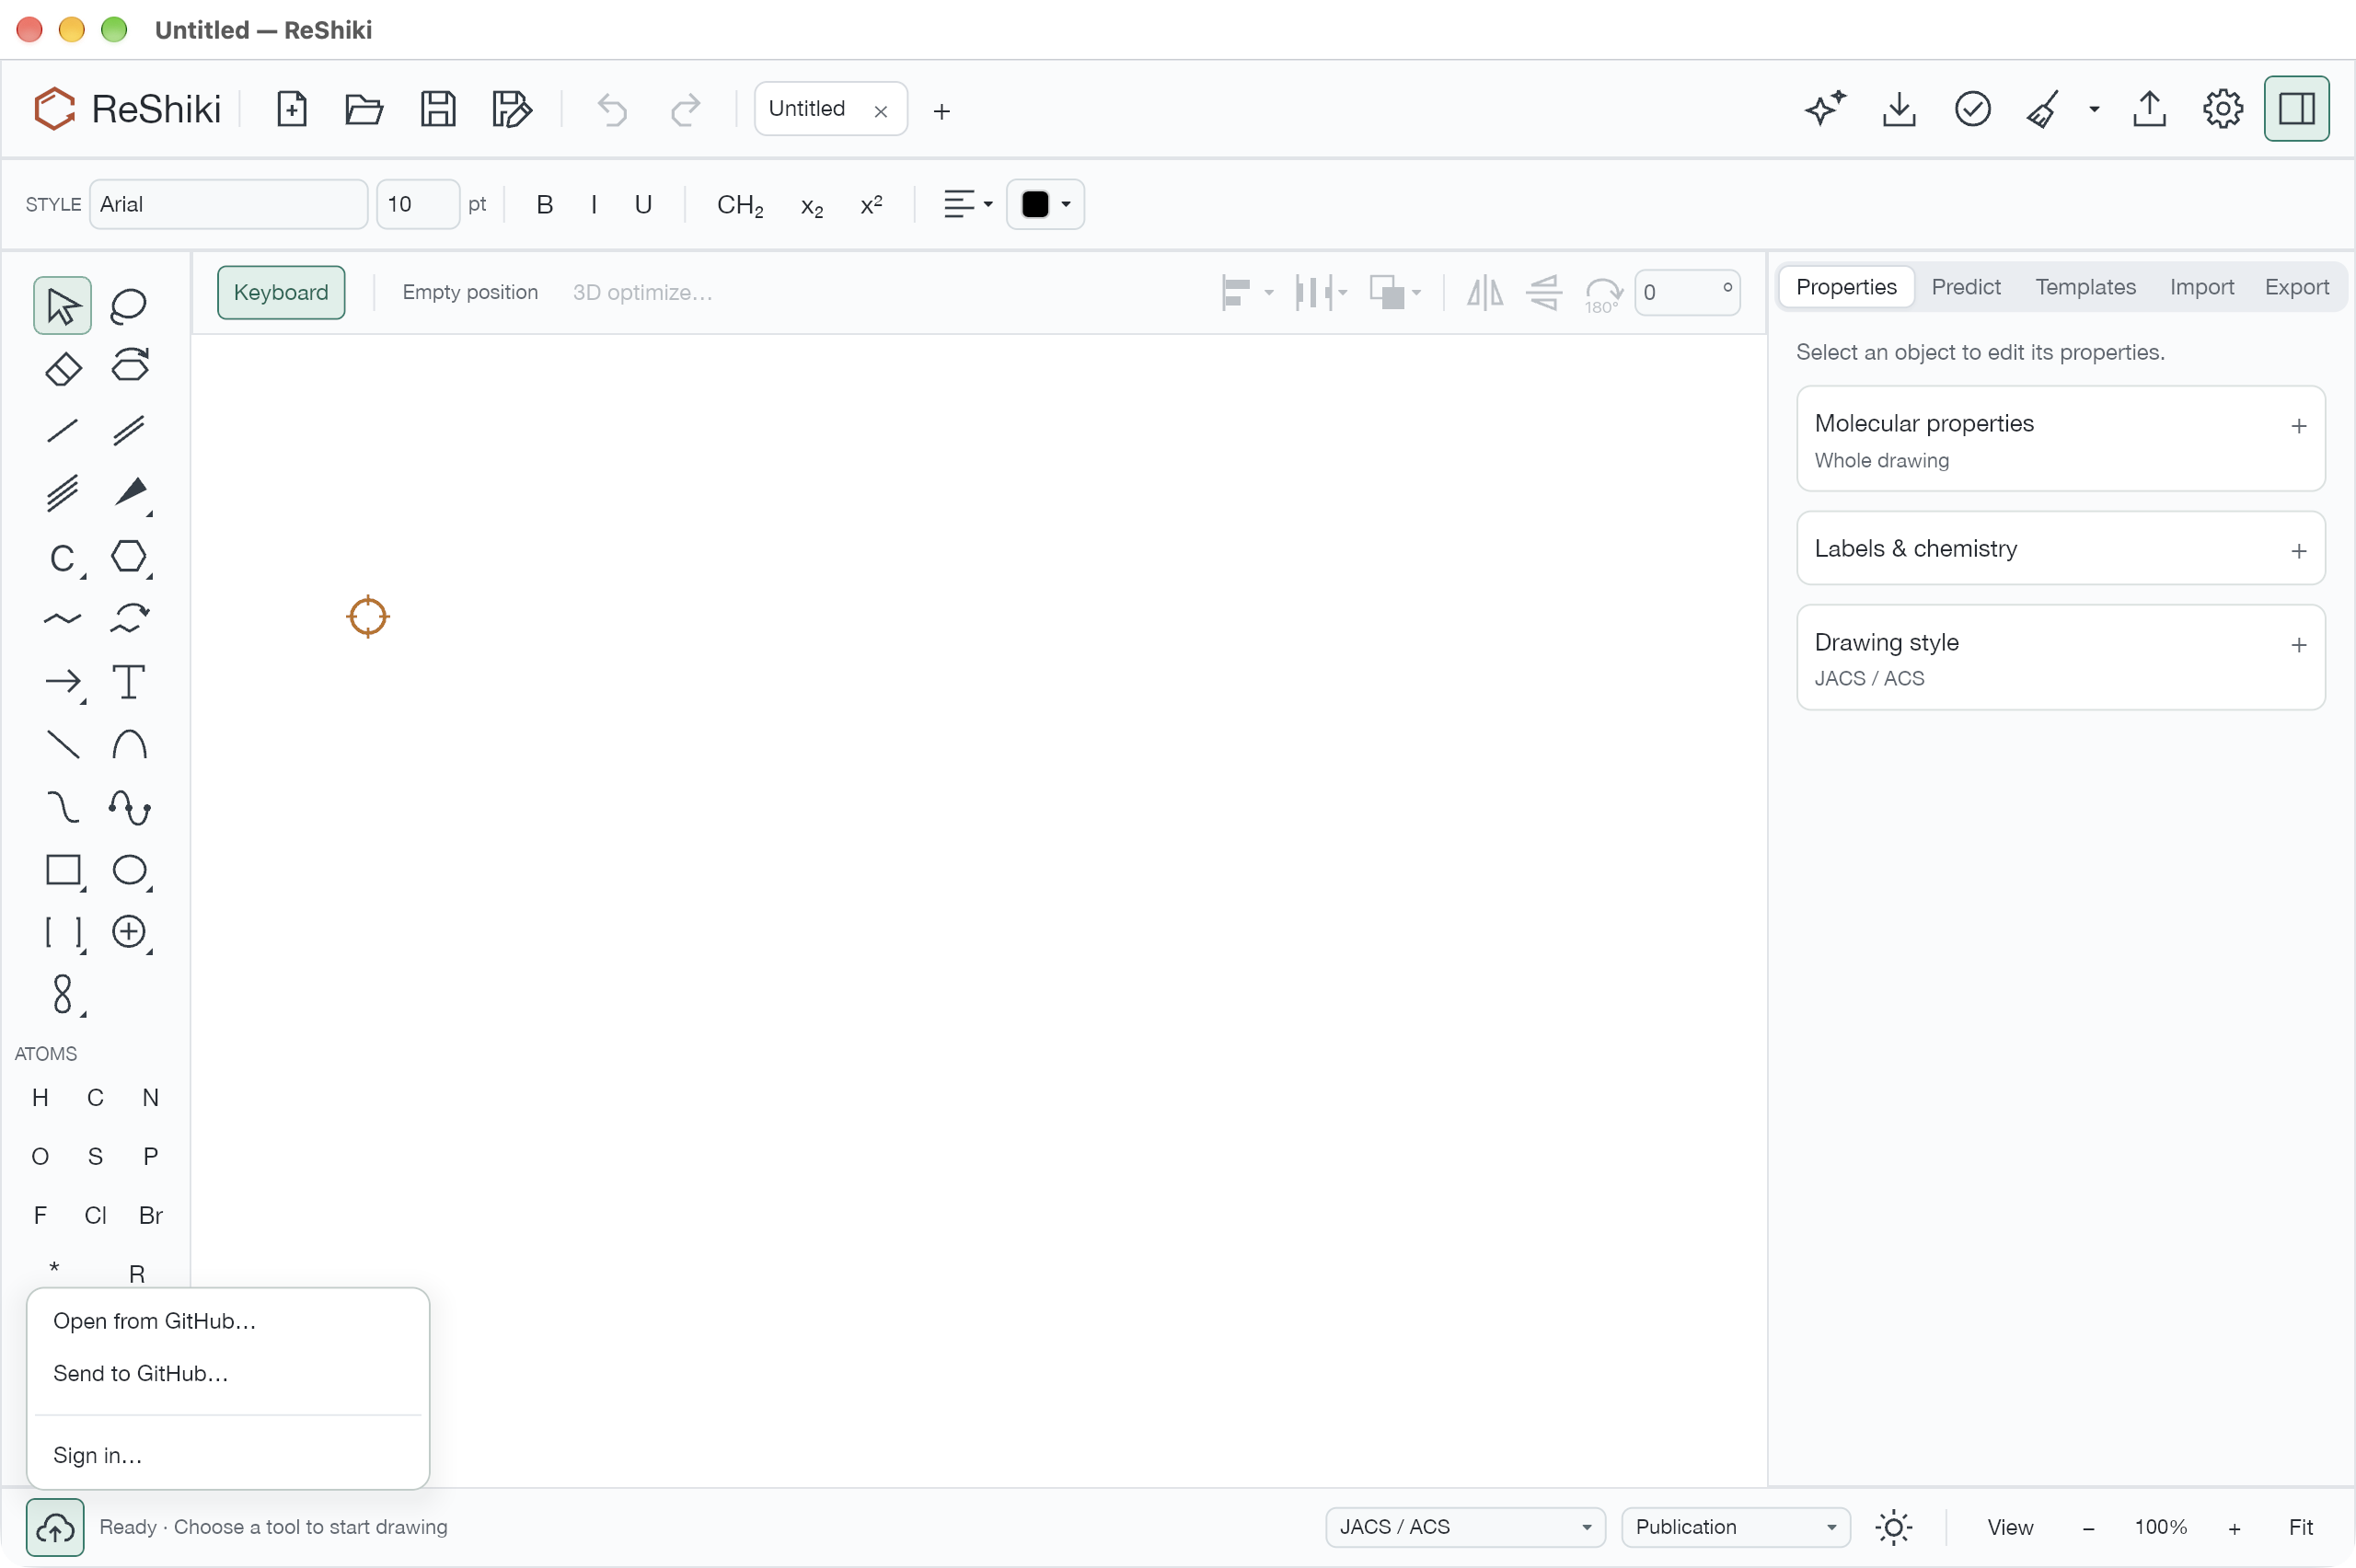 Untitled — ReShiki
ReShiki
Untitled
STYLE Arial 10 pt B I U CH₂ x₂ x²
Keyboard Empty position 3D optimize... 180° 0 °
Properties Predict Templates Import Export
Select an object to edit its properties.
Molecular properties
Whole drawing
Labels & chemistry
Drawing style
JACS / ACS
C
T
ATOMS
H C N
O S P
F Cl Br
* R
Open from GitHub...
Send to GitHub...
Sign in...
Ready · Choose a tool to start drawing JACS / ACS Publication View − 100% + Fit